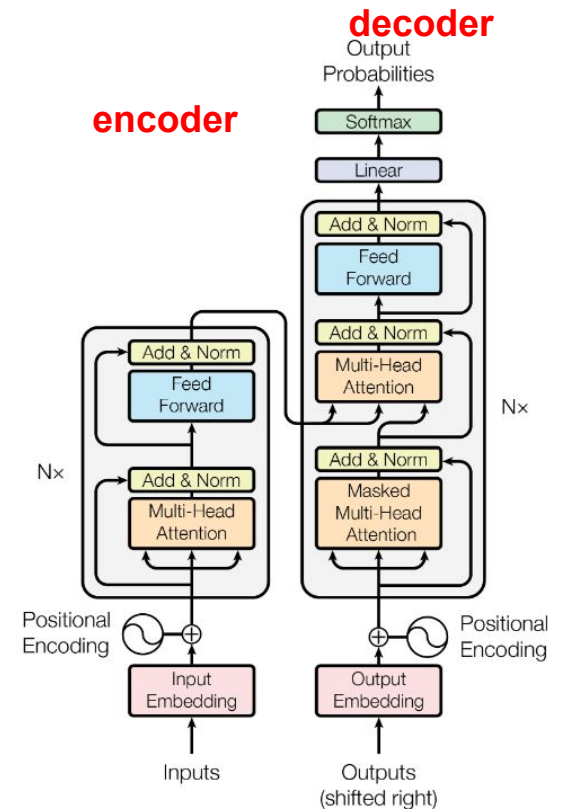 decoder
Output
Probabilities
encoder
Softmax
Linear
Add & Norm
Feed
Forward
Add & Norm
Multi-Head
Attention
Add & Norm
Masked
Multi-Head
Attention
N×
Add & Norm
Feed
Forward
Add & Norm
Multi-Head
Attention
N×
Positional
Encoding
Positional
Encoding
Input
Embedding
Output
Embedding
Inputs
Outputs
(shifted right)